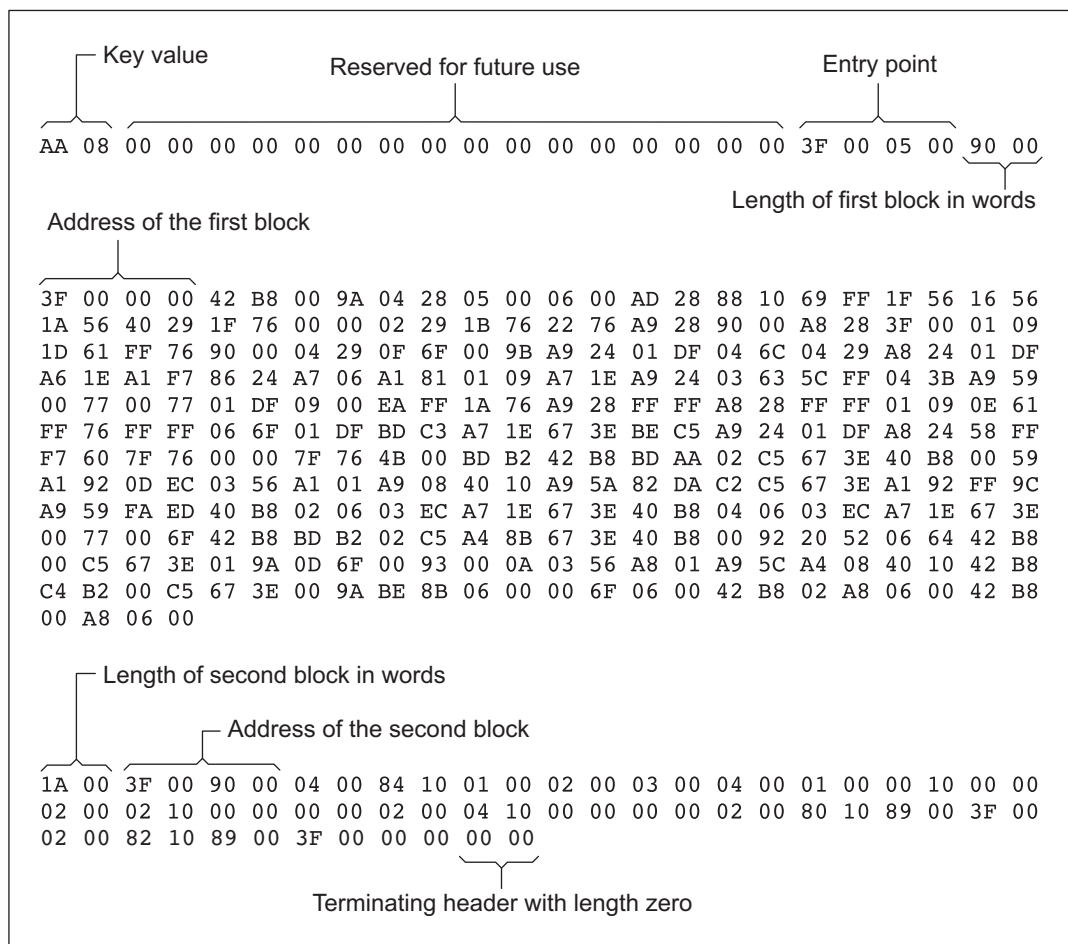 Key value
Reserved for future use
Entry point
AA 08 00 00 00 00 00 00 00 00 00 00 00 00 00 00 00 00 3F 00 05 00 90 00
Length of first block in words
Address of the first block
3F 00 00 00 42 B8 00 9A 04 28 05 00 06 00 AD 28 88 10 69 FF 1F 56 16 56
1A 56 40 29 1F 76 00 00 02 29 1B 76 22 76 A9 28 90 00 A8 28 3F 00 01 09
1D 61 FF 76 90 00 04 29 0F 6F 00 9B A9 24 01 DF 04 6C 04 29 A8 24 01 DF
A6 1E A1 F7 86 24 A7 06 A1 81 01 09 A7 1E A9 24 03 63 5C FF 04 3B A9 59
00 77 00 77 01 DF 09 00 EA FF 1A 76 A9 28 FF FF A8 28 FF FF 01 09 0E 61
FF 76 FF FF 06 6F 01 DF BD C3 A7 1E 67 3E BE C5 A9 24 01 DF A8 24 58 FF
F7 60 7F 76 00 00 7F 76 4B 00 BD B2 42 B8 BD AA 02 C5 67 3E 40 B8 00 59
A1 92 0D EC 03 56 A1 01 A9 08 40 10 A9 5A 82 DA C2 C5 67 3E A1 92 FF 9C
A9 59 FA ED 40 B8 02 06 03 EC A7 1E 67 3E 40 B8 04 06 03 EC A7 1E 67 3E
00 77 00 6F 42 B8 BD B2 02 C5 A4 8B 67 3E 40 B8 00 92 20 52 06 64 42 B8
00 C5 67 3E 01 9A 0D 6F 00 93 00 0A 03 56 A8 01 A9 5C A4 08 40 10 42 B8
C4 B2 00 C5 67 3E 00 9A BE 8B 06 00 00 6F 06 00 42 B8 02 A8 06 00 42 B8
00 A8 06 00
Length of second block in words
Address of the second block
1A 00 3F 00 90 00 04 00 84 10 01 00 02 00 03 00 04 00 01 00 00 10 00 00
02 00 02 10 00 00 00 00 02 00 04 10 00 00 00 00 02 00 80 10 89 00 3F 00
02 00 82 10 89 00 3F 00 00 00 00 00
Terminating header with length zero